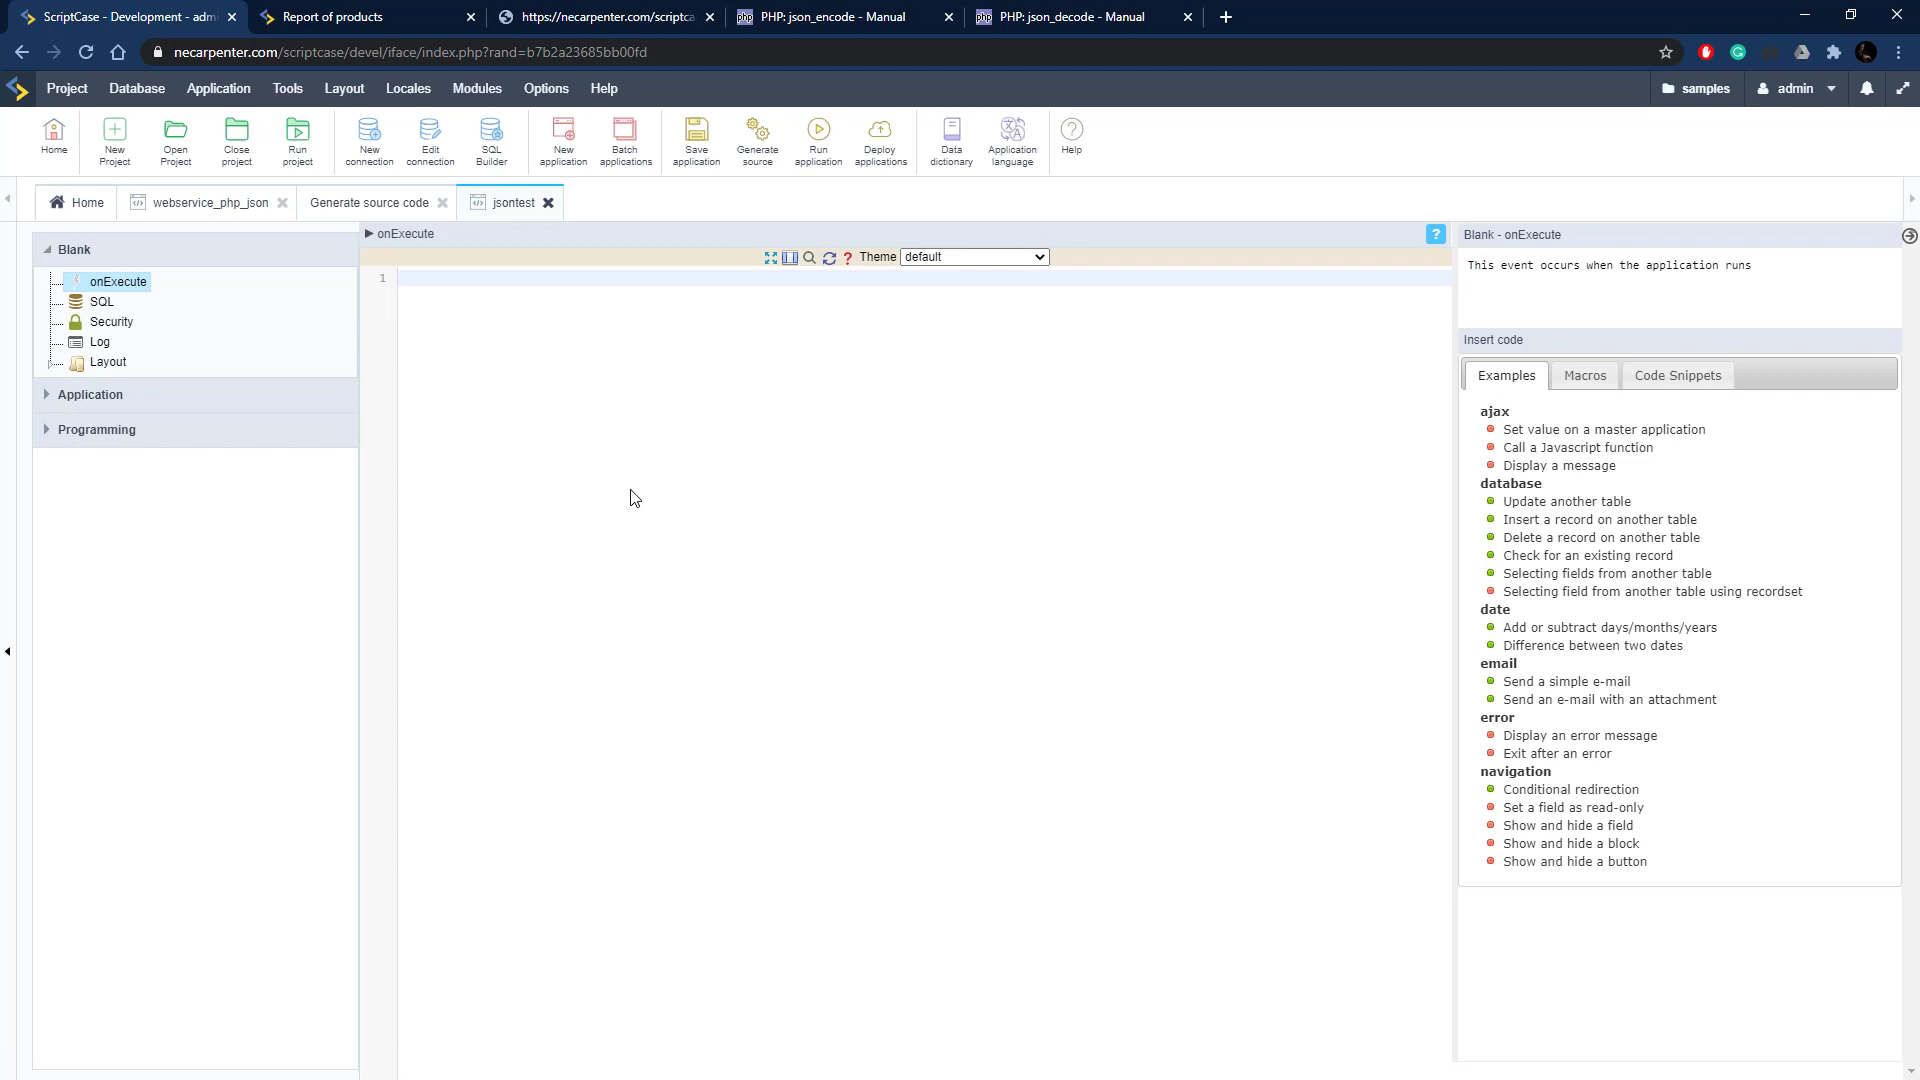 ScriptCase - Development - admi
Report of products
https://necarpenter.com/scriptca
PHP: json_encode - Manual
PHP: json_decode - Manual
necarpenter.com/scriptcase/devel/iface/index.php?rand=b7b2a23685bb00fd
Project Database Application Tools Layout Locales Modules Options Help
samples admin
Home
New Project
Open Project
Close project
Run project
New connection
Edit connection
SQL Builder
New application
Batch applications
Save application
Generate source
Run application
Deploy applications
Data dictionary
Application language
Help
Home webservice_php_json Generate source code jsontest
Blank
onExecute
SQL
Security
Log
Layout
Application
Programming
onExecute
?
? Theme default
1
Blank - onExecute
This event occurs when the application runs
Insert code
Examples Macros Code Snippets
ajax
Set value on a master application
Call a Javascript function
Display a message
database
Update another table
Insert a record on another table
Delete a record on another table
Check for an existing record
Selecting fields from another table
Selecting field from another table using recordset
date
Add or subtract days/months/years
Difference between two dates
email
Send a simple e-mail
Send an e-mail with an attachment
error
Display an error message
Exit after an error
navigation
Conditional redirection
Set a field as read-only
Show and hide a field
Show and hide a block
Show and hide a button